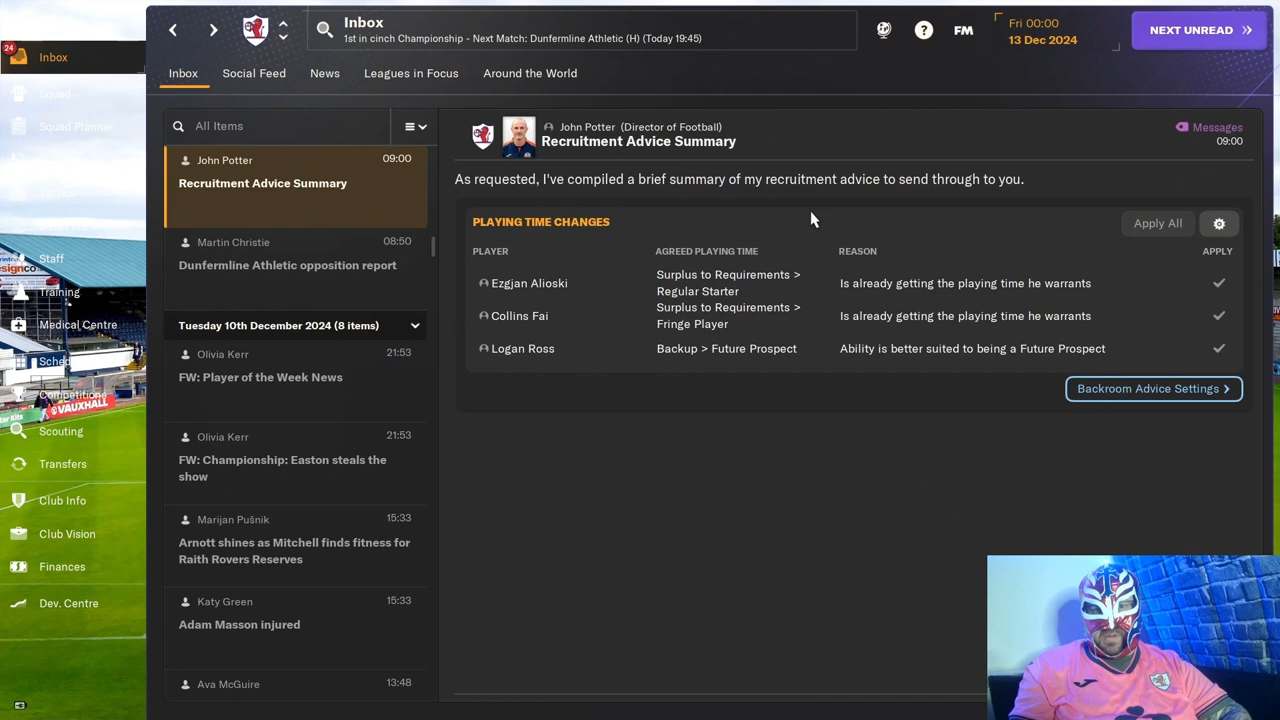 Inbox
1st in cinch Championship - Next Match: Dunfermline Athletic (H) (Today 19:45)
FM
Fri 00:00
13 Dec 2024
NEXT UNREAD
24
Inbox
Squad
Squad Planner
Staff
Training
Medical Centre
Sched
Competitions
Scouting
Transfers
Club Info
Club Vision
Finances
Dev. Centre
Inbox
Social Feed
News
Leagues in Focus
Around the World
All Items
John Potter
09:00
Recruitment Advice Summary
Martin Christie
08:50
Dunfermline Athletic opposition report
Tuesday 10th December 2024 (8 items)
Olivia Kerr
21:53
FW: Player of the Week News
Olivia Kerr
21:53
FW: Championship: Easton steals the
show
Marijan Pušnik
15:33
Arnott shines as Mitchell finds fitness for
Raith Rovers Reserves
Katy Green
15:33
Adam Masson injured
Ava McGuire
13:48
John Potter (Director of Football)
Recruitment Advice Summary
Messages
09:00
As requested, I've compiled a brief summary of my recruitment advice to send through to you.
PLAYING TIME CHANGES
Apply All
PLAYER AGREED PLAYING TIME REASON APPLY
Ezgjan Alioski
Surplus to Requirements >
Regular Starter
Is already getting the playing time he warrants
Collins Fai
Surplus to Requirements >
Fringe Player
Is already getting the playing time he warrants
Logan Ross
Backup > Future Prospect
Ability is better suited to being a Future Prospect
Backroom Advice Settings >
VAUXHALL